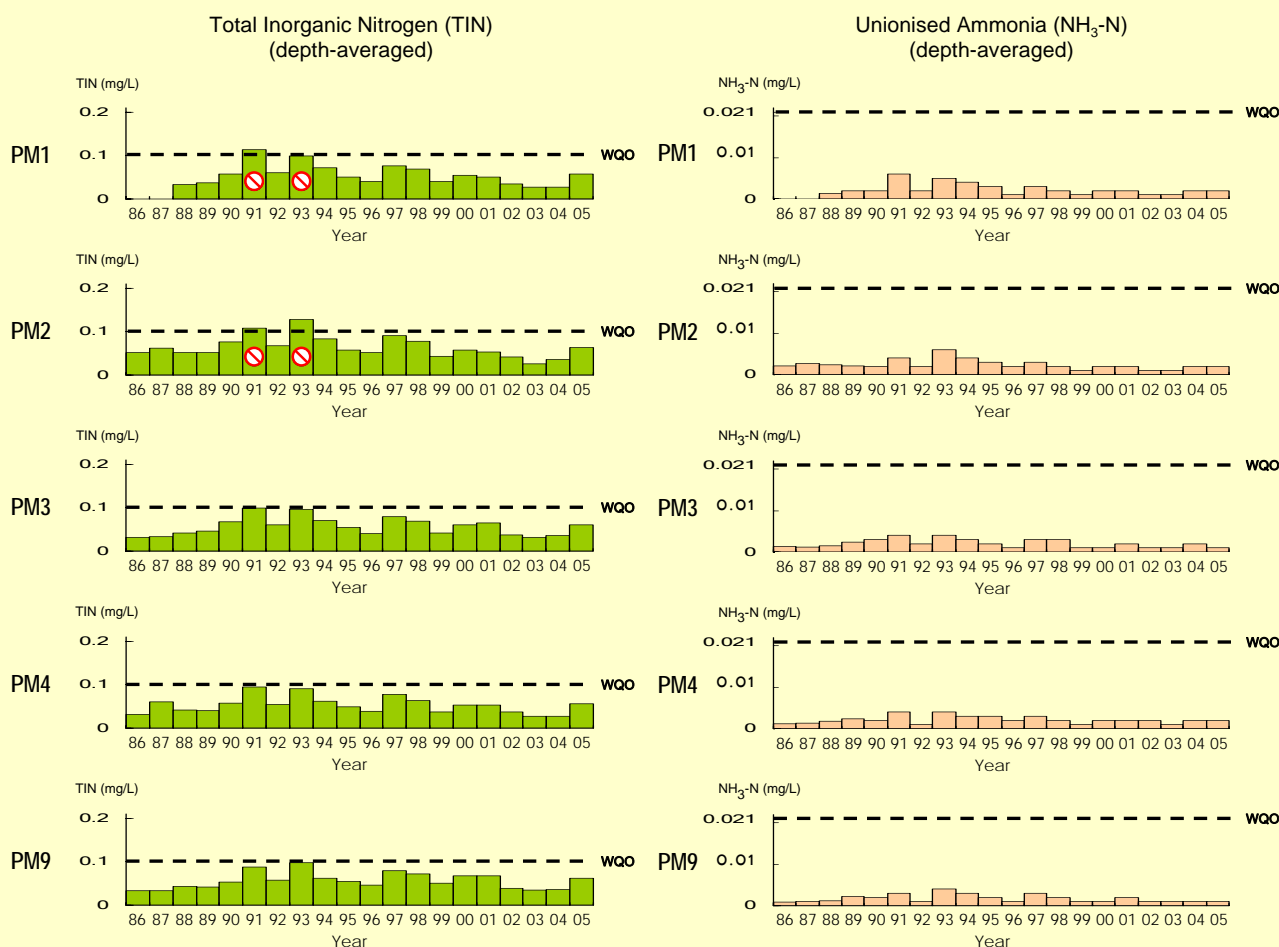 Total Inorganic Nitrogen (TIN)
(depth-averaged)
Unionised Ammonia (NH3-N)
(depth-averaged)
TIN (mg/L)
0.2
PM1
0.1
WQO
0
86 87 88 89 90 91 92 93 94 95 96 97 98 99 00 01 02 03 04 05
Year
NH3-N (mg/L)
0.021
WQO
PM1
0.01
0
86 87 88 89 90 91 92 93 94 95 96 97 98 99 00 01 02 03 04 05
Year
TIN (mg/L)
0.2
PM2
0.1
WQO
0
86 87 88 89 90 91 92 93 94 95 96 97 98 99 00 01 02 03 04 05
Year
NH3-N (mg/L)
0.021
WQO
PM2
0.01
0
86 87 88 89 90 91 92 93 94 95 96 97 98 99 00 01 02 03 04 05
Year
TIN (mg/L)
0.2
PM3
0.1
WQO
0
86 87 88 89 90 91 92 93 94 95 96 97 98 99 00 01 02 03 04 05
Year
NH3-N (mg/L)
0.021
WQO
PM3
0.01
0
86 87 88 89 90 91 92 93 94 95 96 97 98 99 00 01 02 03 04 05
Year
TIN (mg/L)
0.2
PM4
0.1
WQO
0
86 87 88 89 90 91 92 93 94 95 96 97 98 99 00 01 02 03 04 05
Year
NH3-N (mg/L)
0.021
WQO
PM4
0.01
0
86 87 88 89 90 91 92 93 94 95 96 97 98 99 00 01 02 03 04 05
Year
TIN (mg/L)
0.2
PM9
0.1
WQO
0
86 87 88 89 90 91 92 93 94 95 96 97 98 99 00 01 02 03 04 05
Year
NH3-N (mg/L)
0.021
WQO
PM9
0.01
0
86 87 88 89 90 91 92 93 94 95 96 97 98 99 00 01 02 03 04 05
Year